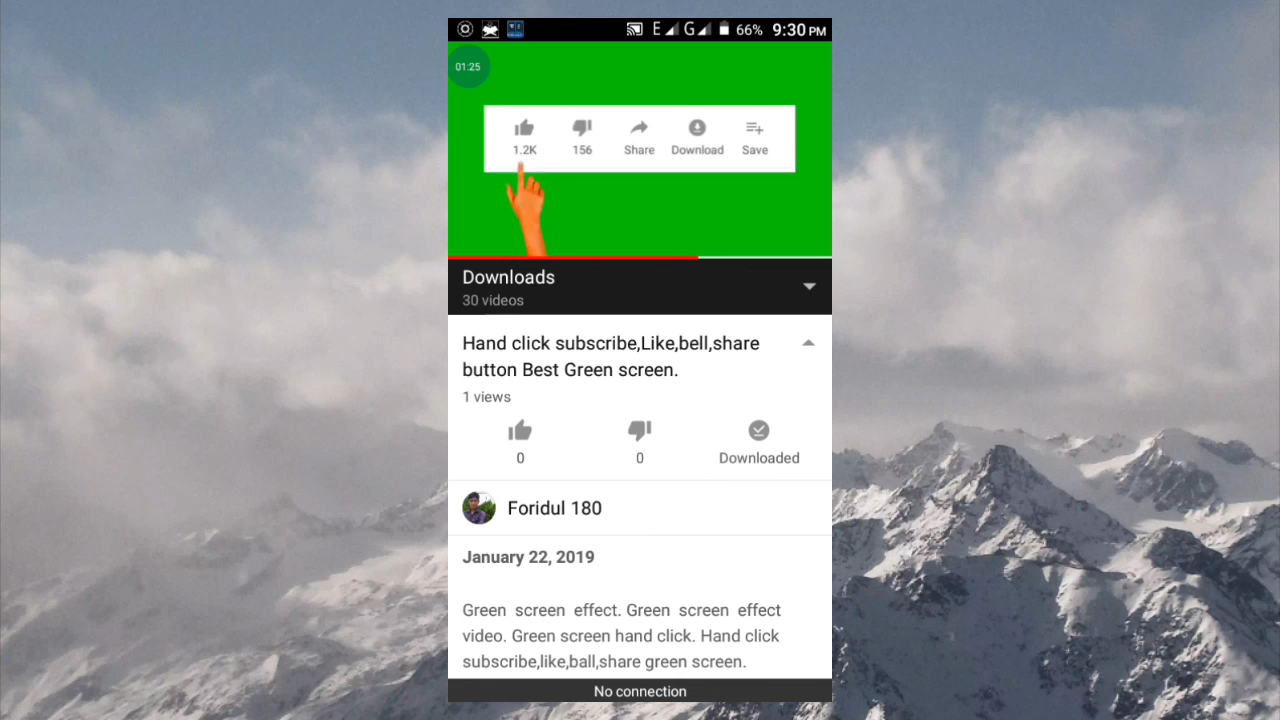 E G 66% 9:30 PM
01:25
1.2K 156 Share Download Save
Downloads
30 videos
Hand click subscribe,Like,bell,share
button Best Green screen.
1 views
0 0 Downloaded
Foridul 180
January 22, 2019
Green screen effect. Green screen effect
video. Green screen hand click. Hand click
subscribe,like,ball,share green screen.
No connection